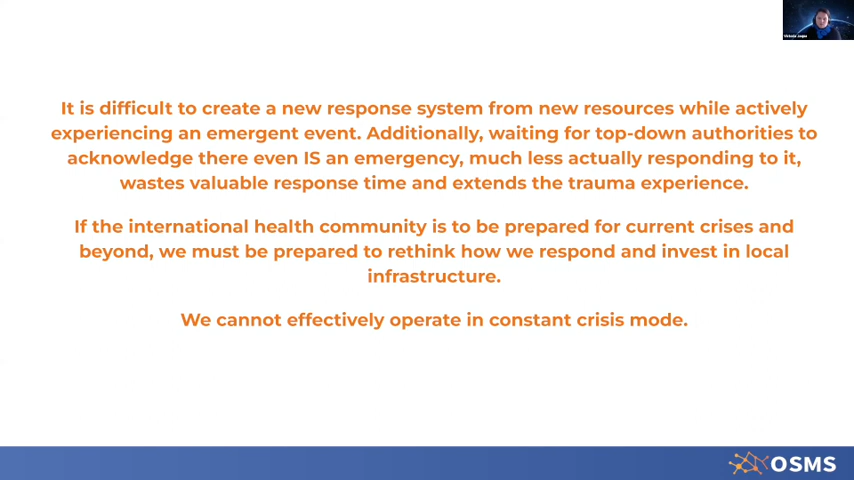 It is difficult to create a new response system from new resources while actively
experiencing an emergent event. Additionally, waiting for top-down authorities to
acknowledge there even IS an emergency, much less actually responding to it,
wastes valuable response time and extends the trauma experience.
If the international health community is to be prepared for current crises and
beyond, we must be prepared to rethink how we respond and invest in local
infrastructure.
We cannot effectively operate in constant crisis mode.
OSMS